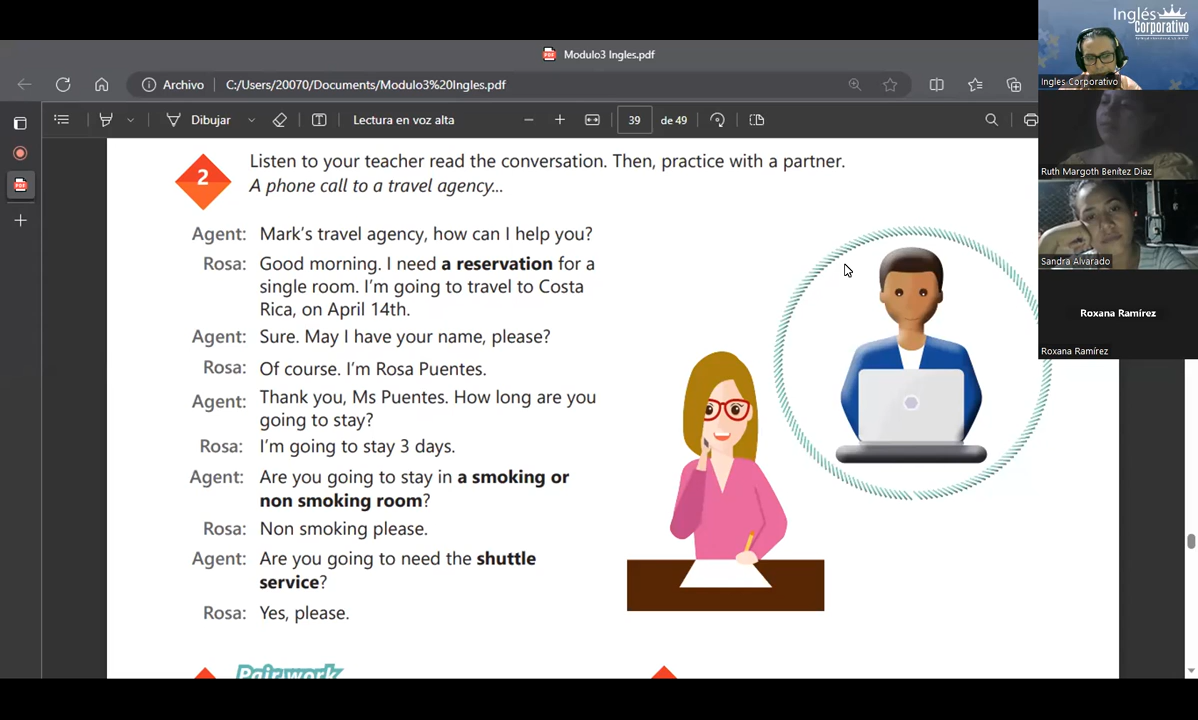 Modulo3 Ingles.pdf
Archivo
C:/Users/20070/Documents/Modulo3%20Ingles.pdf
Dibujar
Lectura en voz alta
39
de 49
2
Listen to your teacher read the conversation. Then, practice with a partner.
A phone call to a travel agency...
Agent: Mark's travel agency, how can I help you?
Rosa: Good morning. I need a reservation for a
single room. I'm going to travel to Costa
Rica, on April 14th.
Agent: Sure. May I have your name, please?
Rosa: Of course. I'm Rosa Puentes.
Agent: Thank you, Ms Puentes. How long are you
going to stay?
Rosa: I'm going to stay 3 days.
Agent: Are you going to stay in a smoking or
non smoking room?
Rosa: Non smoking please.
Agent: Are you going to need the shuttle
service?
Rosa: Yes, please.
Pair work
Inglés
Corporativo
Ingles Corporativo
Ruth Margoth Benítez Diaz
Sandra Alvarado
Roxana Ramírez
Roxana Ramírez